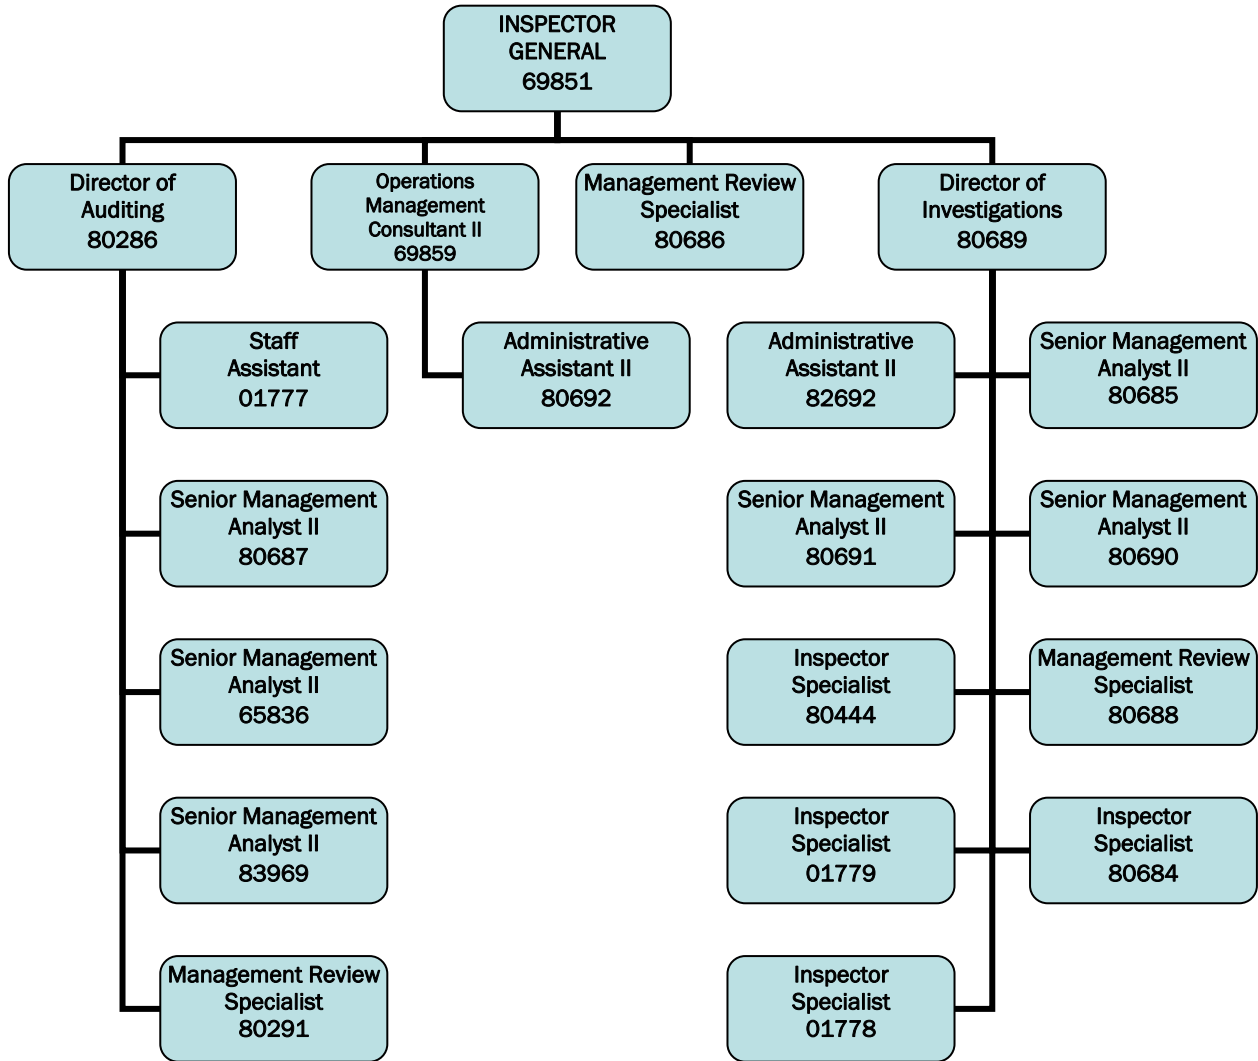 INSPECTOR
GENERAL
69851
Director of
Auditing
80286
Operations
Management
Consultant II
69859
Management Review
Specialist
80686
Director of
Investigations
80689
Staff
Assistant
01777
Administrative
Assistant II
80692
Administrative
Assistant II
82692
Senior Management
Analyst II
80685
Senior Management
Analyst II
80687
Senior Management
Analyst II
80691
Senior Management
Analyst II
80690
Senior Management
Analyst II
65836
Inspector
Specialist
80444
Management Review
Specialist
80688
Senior Management
Analyst II
83969
Inspector
Specialist
01779
Inspector
Specialist
80684
Management Review
Specialist
80291
Inspector
Specialist
01778